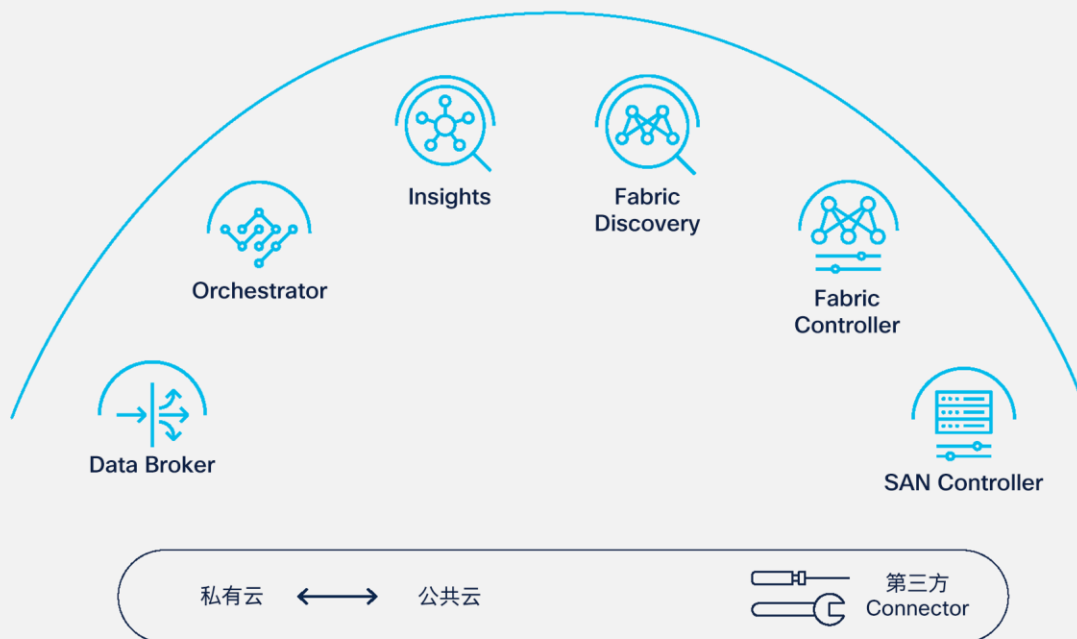 Insights
Fabric
Discovery
Orchestrator
Fabric
Controller
Data Broker
SAN Controller
私有云
公共云
第三方
Connector